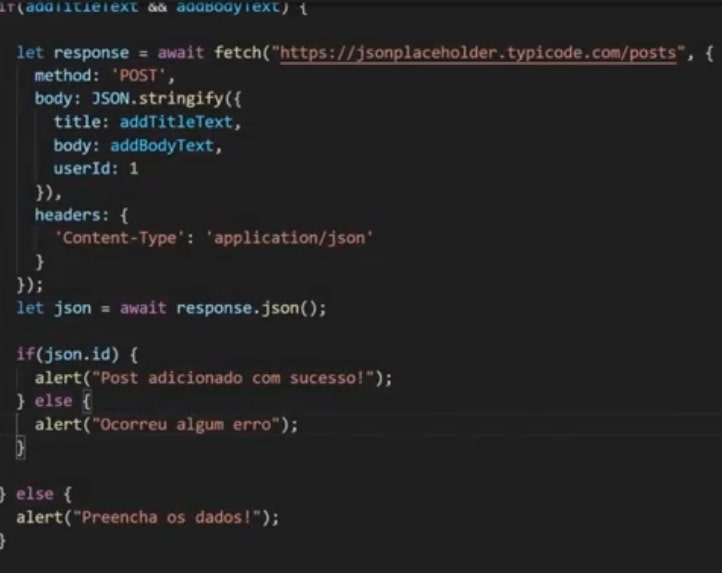 if(addTitleText && addBodyText) {
let response = await fetch("https://jsonplaceholder.typicode.com/posts", {
method: 'POST',
body: JSON.stringify({
title: addTitleText,
body: addBodyText,
userId: 1
}),
headers: {
'Content-Type': 'application/json'
}
});
let json = await response.json();
if(json.id) {
alert("Post adicionado com sucesso!");
} else {
alert("Ocorreu algum erro");
}
} else {
alert("Preencha os dados!");
}